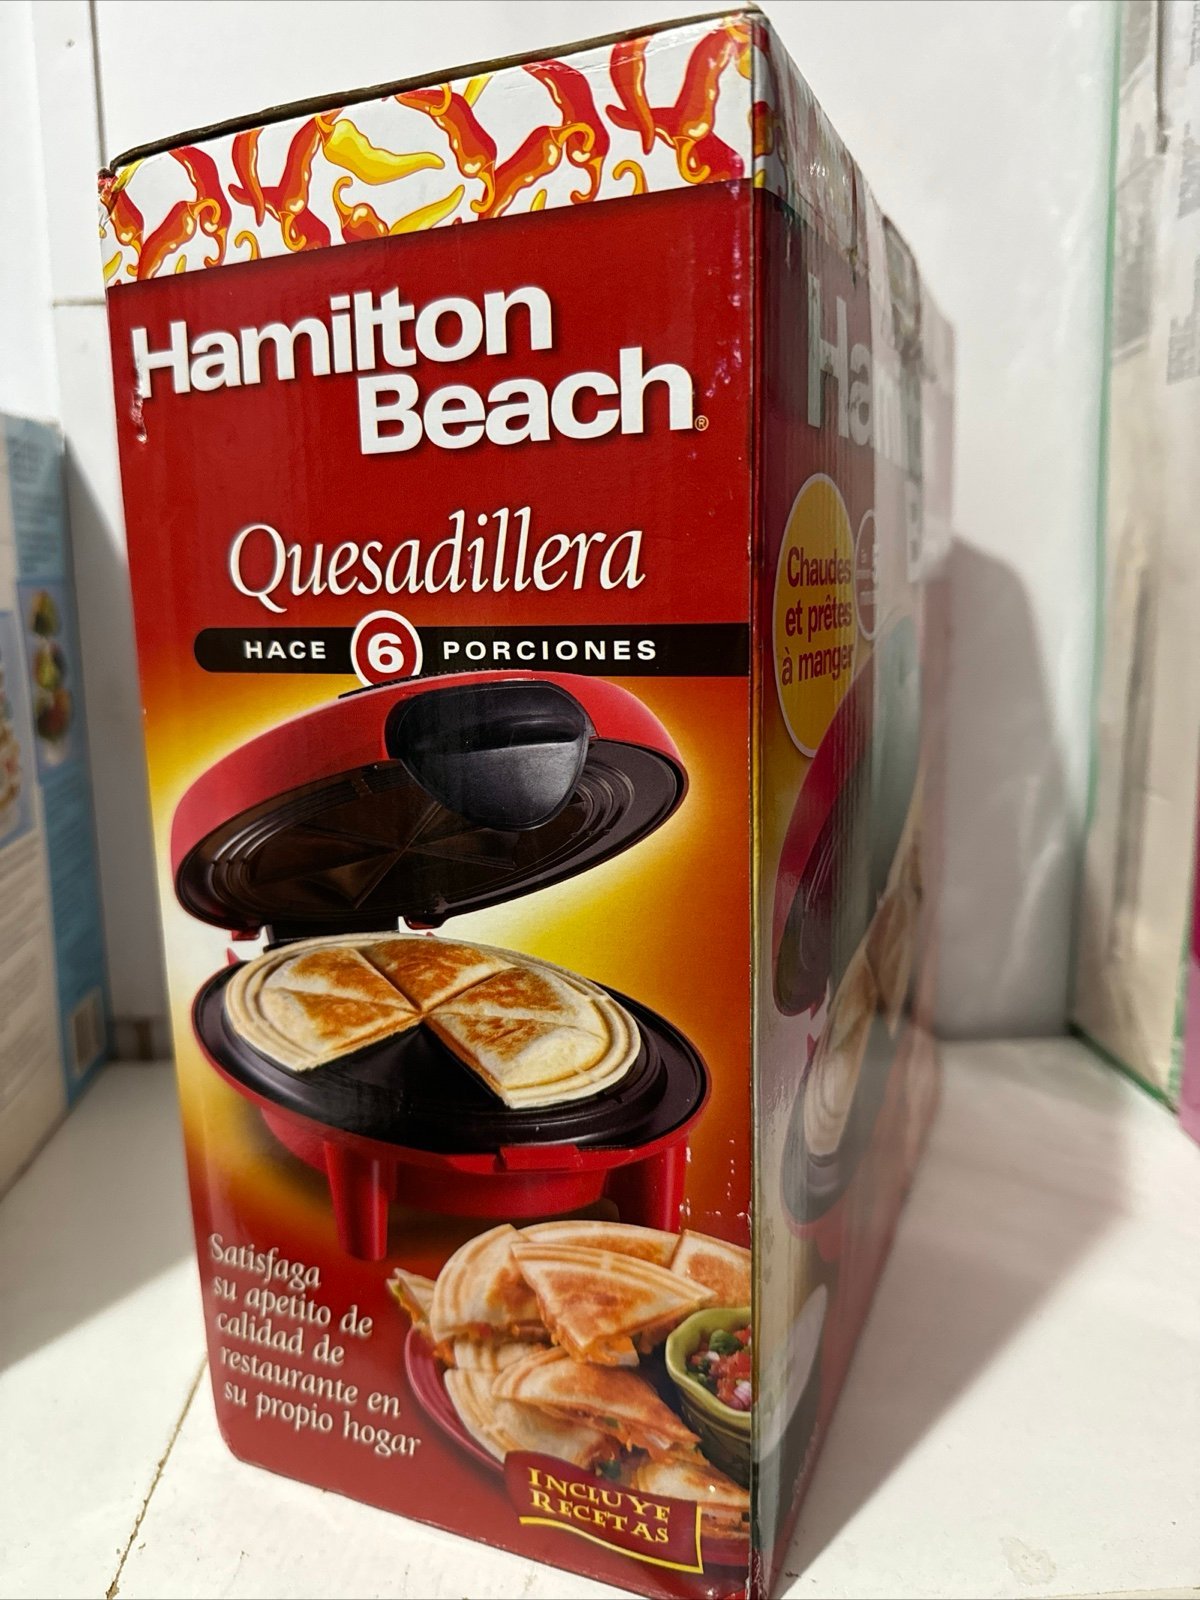 Hamilton
Beach®
Quesadillera
HACE 6 PORCIONES
Satisfaga
su apetito de
calidad de
restaurante en
su propio hogar
INCLUYE
RECETAS
Chaudes
et prêtes
à manger